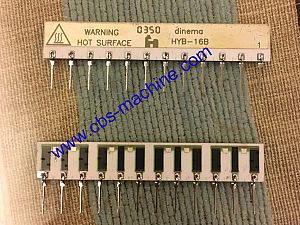 WARNING 0350 dinema
HOT SURFACE HYB-16B 1
www.cbs-machine.com